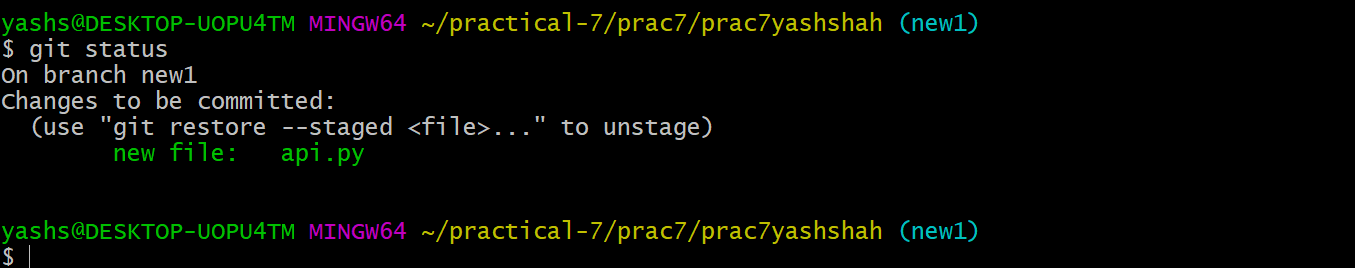 yashs@DESKTOP-UOPU4TM MINGW64 ~/practical-7/prac7/prac7yashshah (new1)
$ git status
On branch new1
Changes to be committed:
  (use "git restore --staged <file>..." to unstage)
        new file:   api.py
yashs@DESKTOP-UOPU4TM MINGW64 ~/practical-7/prac7/prac7yashshah (new1)
$